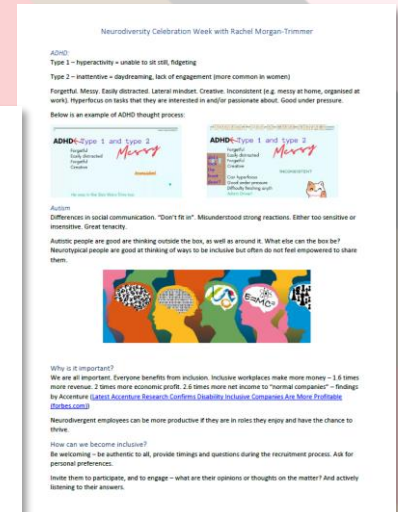 Neurodiversity Celebration Week with Rachel Morgan-Trimmer
ADHD:
Type 1 – hyperactivity = unable to sit still, fidgeting
Type 2 – inattentive = daydreaming, lack of engagement (more common in women)
Forgetful. Messy. Easily distracted. Lateral mindset. Creative. Inconsistent (e.g. messy at home, organised at
work). Hyperfocus on tasks that they are interested in and/or passionate about. Good under pressure.
Below is an example of ADHD thought process:
ADHD Type 1 and type 2
Forgetful
Easily distracted
Forgetful
Creative
Messy
ADHD Type 1 and type 2
Forgetful
Easily distracted
Forgetful
Creative
Messy
INCONSISTENT
Can hyperfocus
Good under pressure
Autism
Differences in social communication. "Don't fit in". Misunderstood strong reactions. Either too sensitive or
insensitive. Great tenacity.
Autistic people are good are thinking outside the box, as well as around it. What else can the box be?
Neurotypical people are good at thinking of ways to be inclusive but often do not feel empowered to share
them.
E=MC²
Why is it important?
We are all important. Everyone benefits from inclusion. Inclusive workplaces make more money – 1.6 times
more revenue. 2 times more economic profit. 2.6 times more net income to "normal companies" – findings
by Accenture (Latest Accenture Research Confirms Disability Inclusive Companies Are More Profitable
(forbes.com))
Neurodivergent employees can be more productive if they are in roles they enjoy and have the chance to
thrive.
How can we become inclusive?
Be welcoming – be authentic to all, provide timings and questions during the recruitment process. Ask for
personal preferences.
Invite them to participate, and to engage – what are their opinions or thoughts on the matter? And actively
listening to their answers.